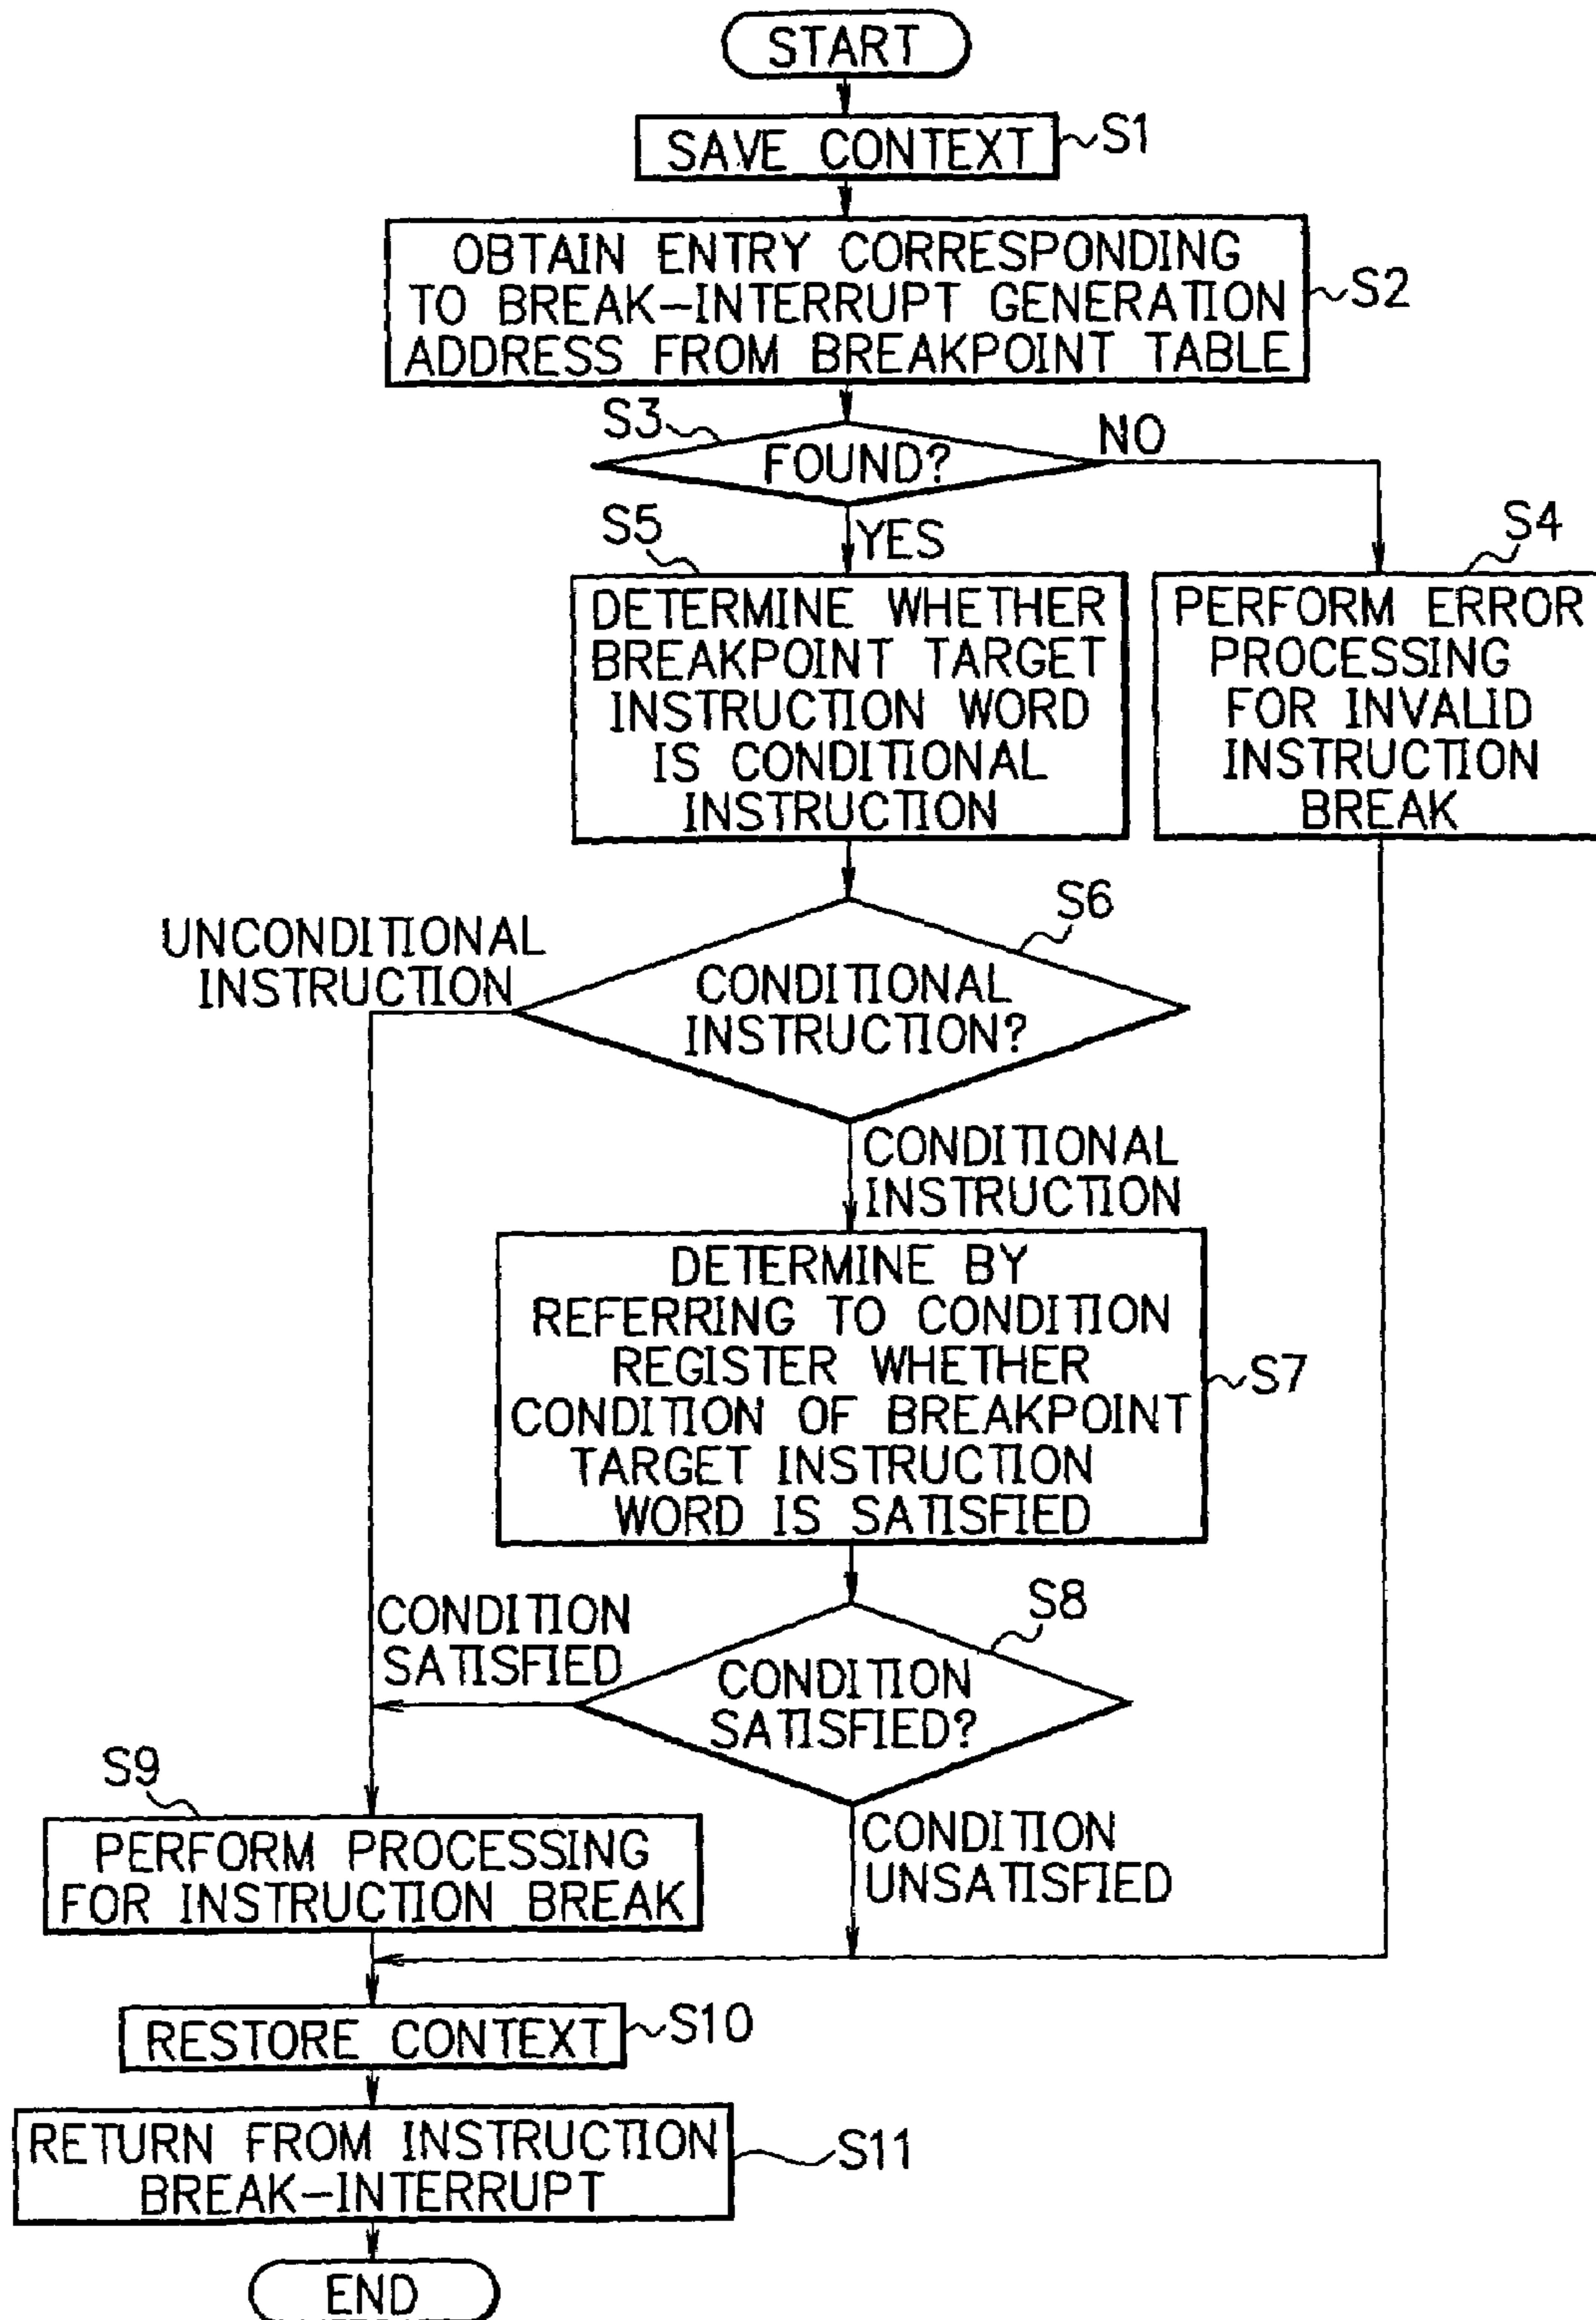 START
SAVE CONTEXT
S1
OBTAIN ENTRY CORRESPONDING
TO BREAK-INTERRUPT GENERATION
ADDRESS FROM BREAKPOINT TABLE
S2
S3
FOUND?
NO
YES
S5
DETERMINE WHETHER
BREAKPOINT TARGET
INSTRUCTION WORD
IS CONDITIONAL
INSTRUCTION
S4
PERFORM ERROR
PROCESSING
FOR INVALID
INSTRUCTION
BREAK
S6
UNCONDITIONAL
INSTRUCTION
CONDITIONAL
INSTRUCTION?
CONDITIONAL
INSTRUCTION
DETERMINE BY
REFERRING TO CONDITION
REGISTER WHETHER
CONDITION OF BREAKPOINT
TARGET INSTRUCTION
WORD IS SATISFIED
S7
CONDITION
SATISFIED
S8
CONDITION
SATISFIED?
S9
PERFORM PROCESSING
FOR INSTRUCTION BREAK
CONDITION
UNSATISFIED
RESTORE CONTEXT
S10
RETURN FROM INSTRUCTION
BREAK-INTERRUPT
S11
END